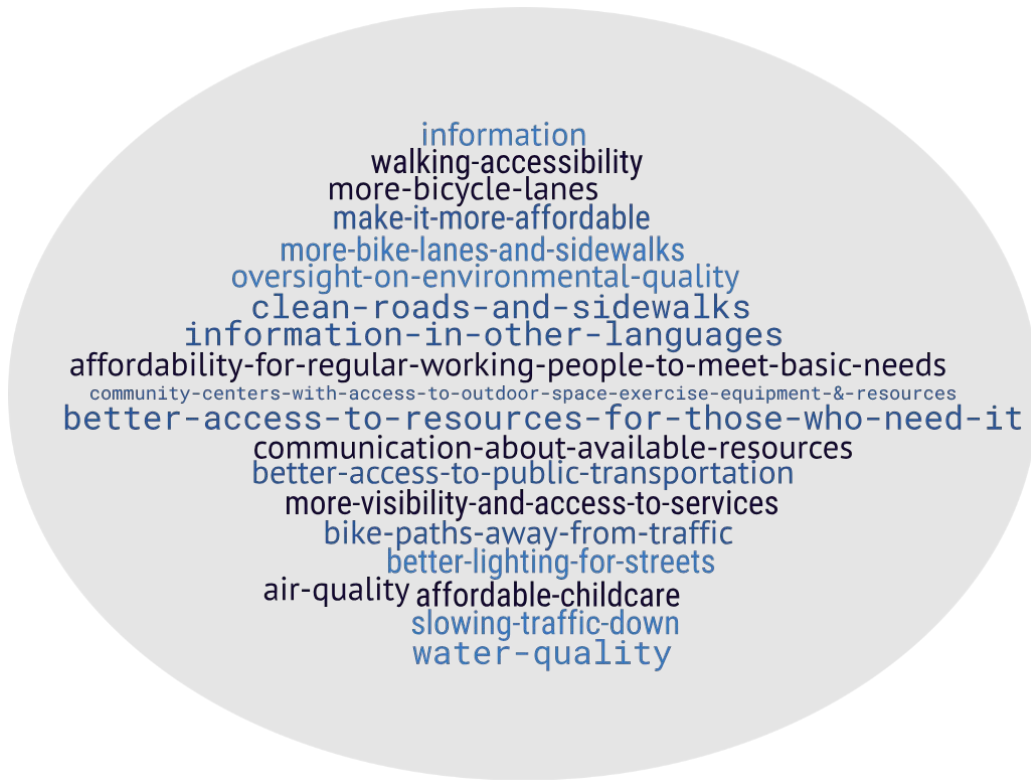 information
walking-accessibility
more-bicycle-lanes
make-it-more-affordable
more-bike-lanes-and-sidewalks
oversight-on-environmental-quality
clean-roads-and-sidewalks
information-in-other-languages
affordability-for-regular-working-people-to-meet-basic-needs
community-centers-with-access-to-outdoor-space-exercise-equipment-&-resources
better-access-to-resources-for-those-who-need-it
communication-about-available-resources
better-access-to-public-transportation
more-visibility-and-access-to-services
bike-paths-away-from-traffic
better-lighting-for-streets
air-quality affordable-childcare
slowing-traffic-down
water-quality